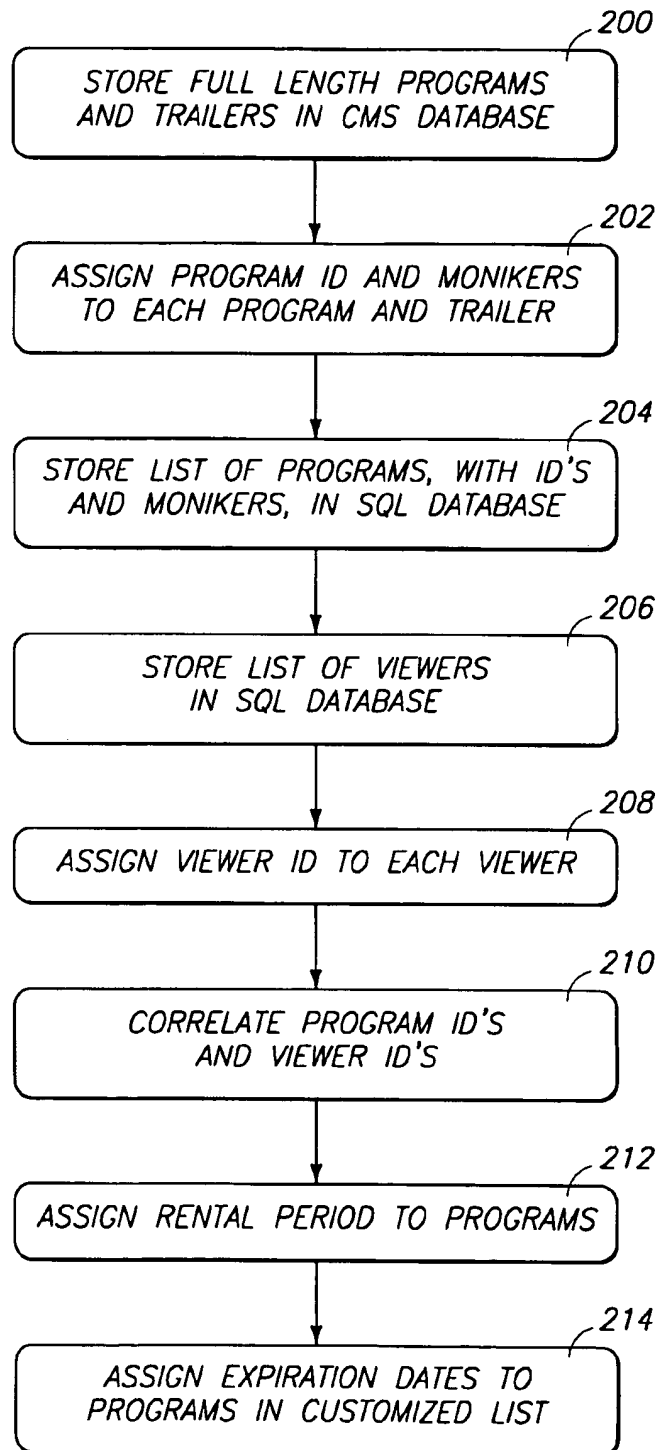 200
STORE FULL LENGTH PROGRAMS
AND TRAILERS IN CMS DATABASE
202
ASSIGN PROGRAM ID AND MONIKERS
TO EACH PROGRAM AND TRAILER
204
STORE LIST OF PROGRAMS, WITH ID'S
AND MONIKERS, IN SQL DATABASE
206
STORE LIST OF VIEWERS
IN SQL DATABASE
208
ASSIGN VIEWER ID TO EACH VIEWER
210
CORRELATE PROGRAM ID'S
AND VIEWER ID'S
212
ASSIGN RENTAL PERIOD TO PROGRAMS
214
ASSIGN EXPIRATION DATES TO
PROGRAMS IN CUSTOMIZED LIST